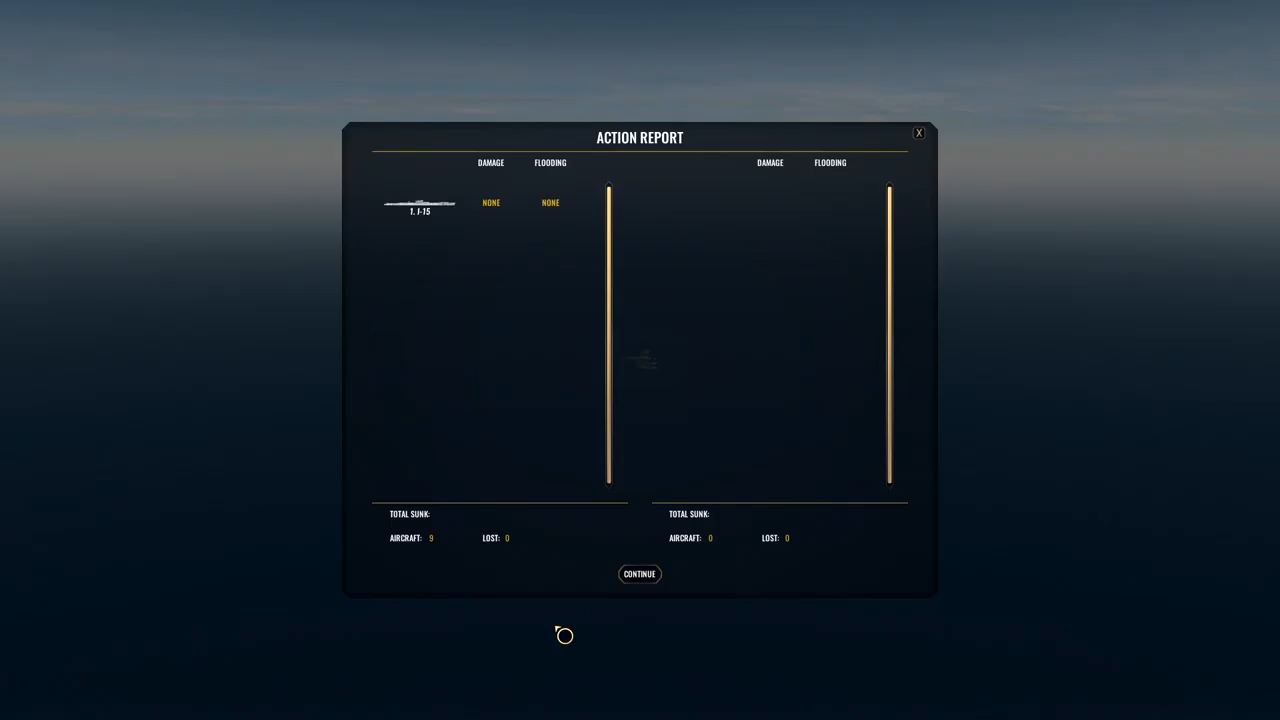 ACTION REPORT
X
DAMAGE FLOODING DAMAGE FLOODING
NONE NONE
1. I-15
TOTAL SUNK: TOTAL SUNK:
AIRCRAFT: 9 LOST: 0 AIRCRAFT: 0 LOST: 0
CONTINUE